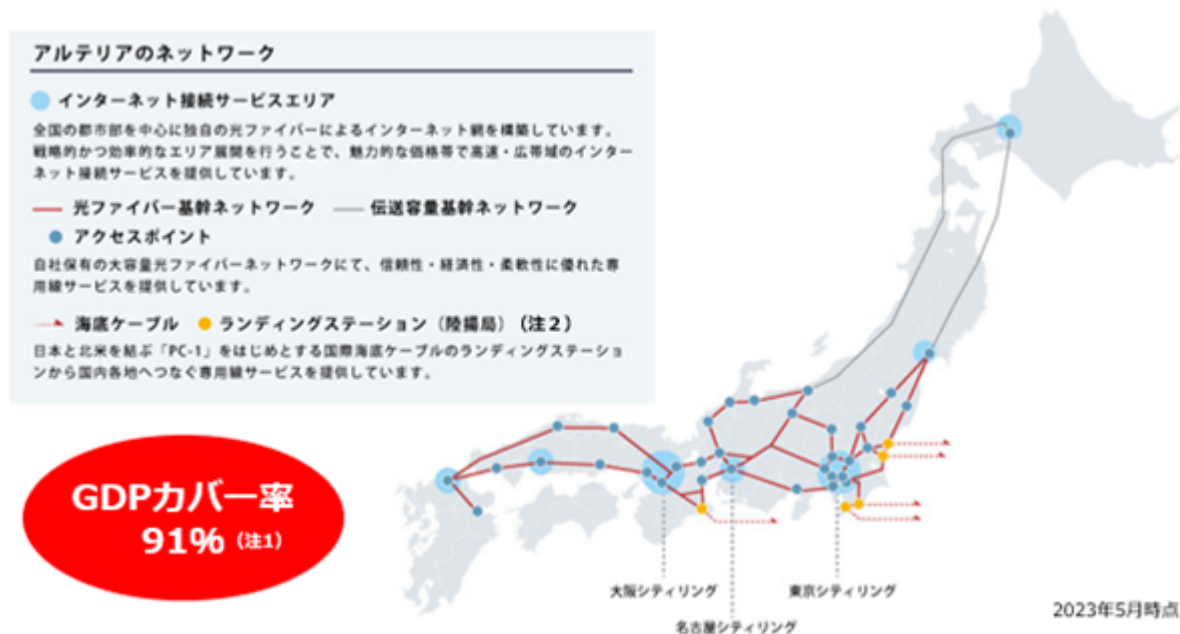 アルテリアのネットワーク
インターネット接続サービスエリア
全国の都市部を中心に独自の光ファイバーによるインターネット網を構築しています。
戦略的かつ効率的なエリア展開を行うことで、魅力的な価格帯で高速・広帯域のインター
ネット接続サービスを提供しています。
光ファイバー基幹ネットワーク 伝送容量基幹ネットワーク
アクセスポイント
自社保有の大容量光ファイバーネットワークにて、信頼性・経済性・柔軟性に優れた専
用線サービスを提供しています。
海底ケーブル ランディングステーション（陸揚局）（注２）
日本と北米を結ぶ「PC-1」をはじめとする国際海底ケーブルのランディングステーショ
ンから国内各地へつなぐ専用線サービスを提供しています。
GDPカバー率
91%（注1）
大阪シティリング
東京シティリング
名古屋シティリング
2023年5月時点